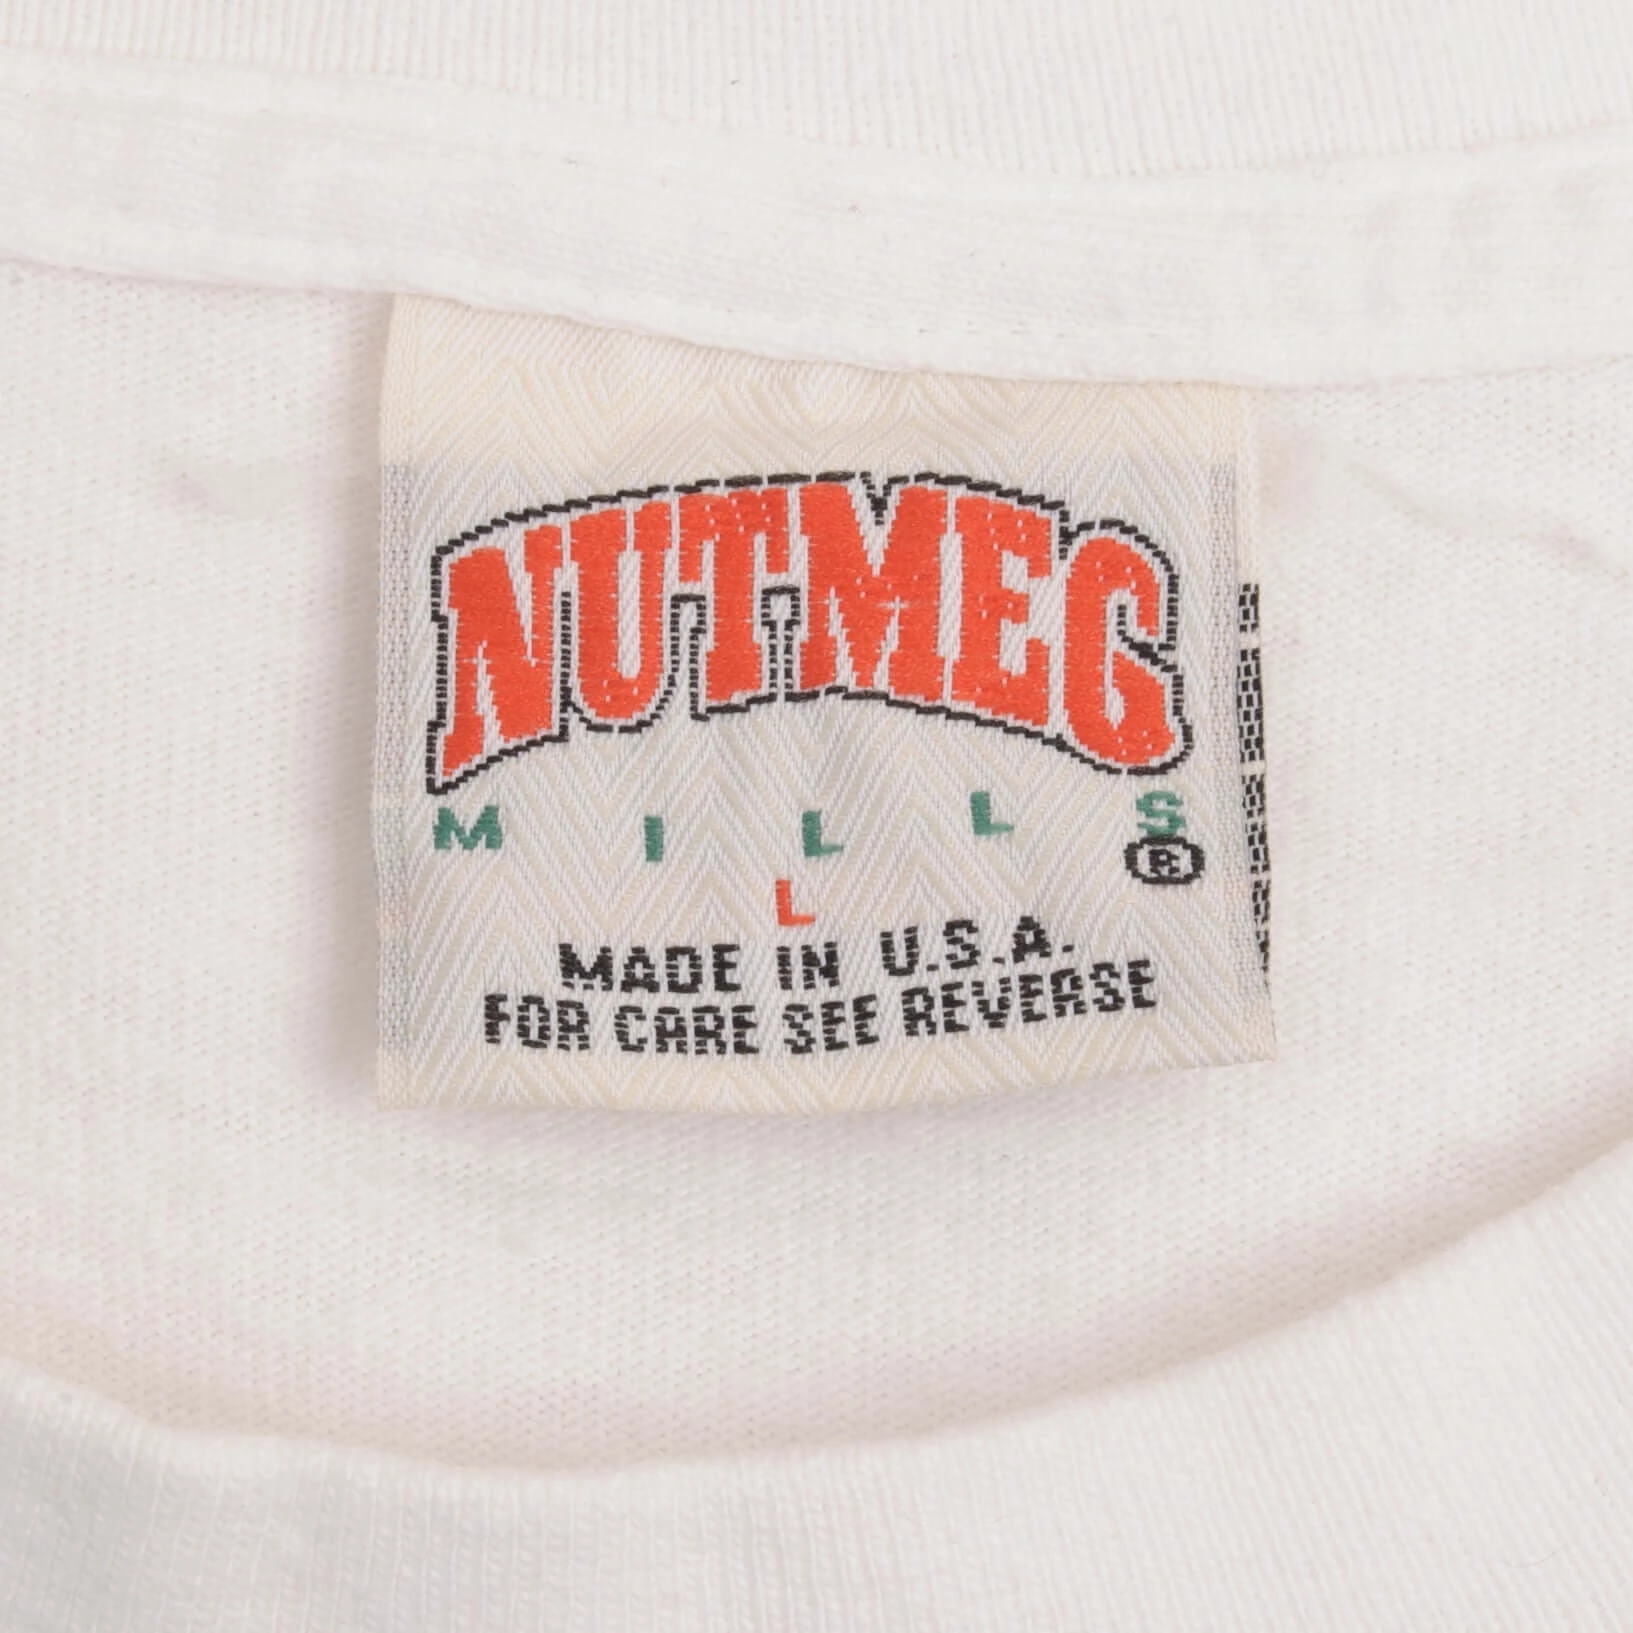 NUTMEG
MILLS
®
L
MADE IN U.S.A.
FOR CARE SEE REVERSE